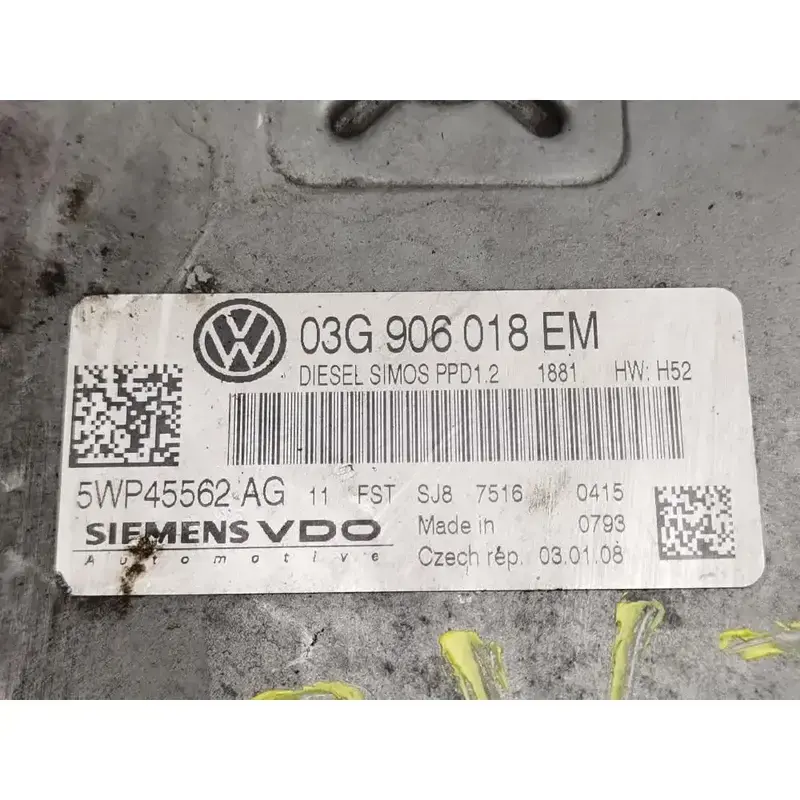 03G 906 018 EM
DIESEL SIMOS PPD1.2 1881 HW: H52
5WP45562 AG 11 FST SJ8 7516 0415
SIEMENS VDO Made in 0793
Automotive Czech rep. 03.01.08